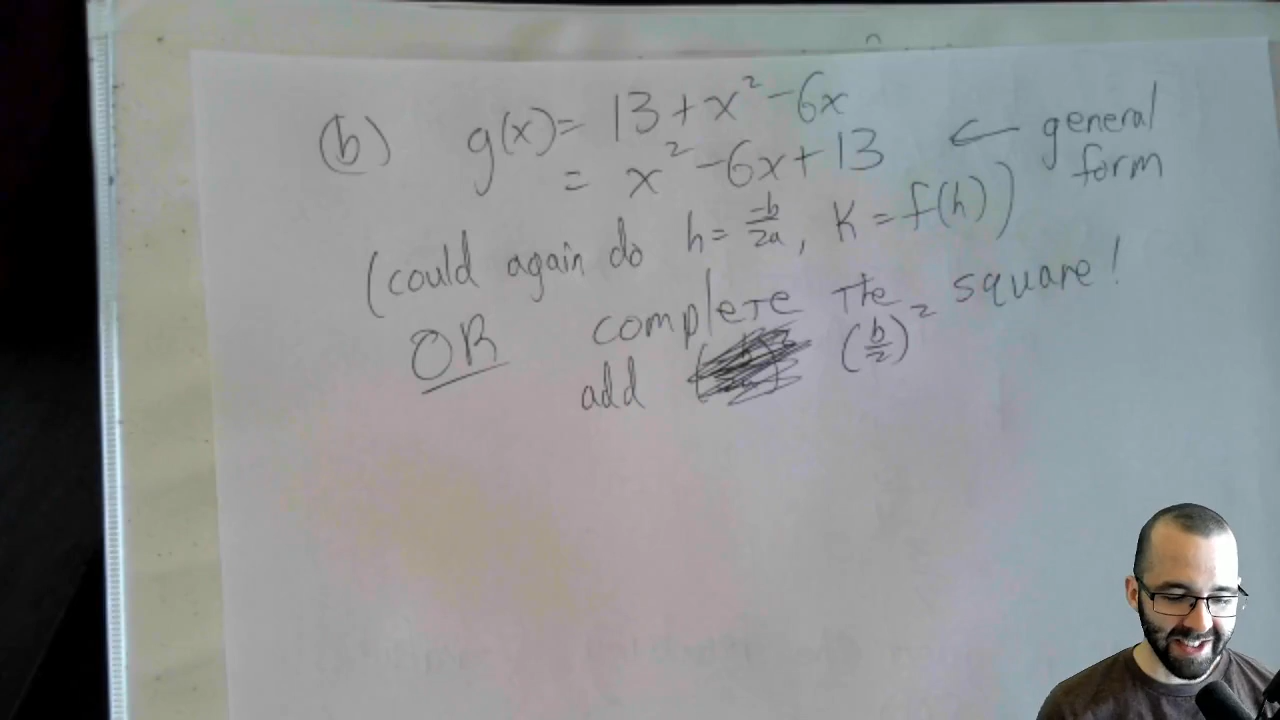 (b) g(x) = 13 + x² - 6x
= x² - 6x + 13 ← general form
(could again do h = -b/2a, K = f(h))
OR complete the square!
add (b/2)²